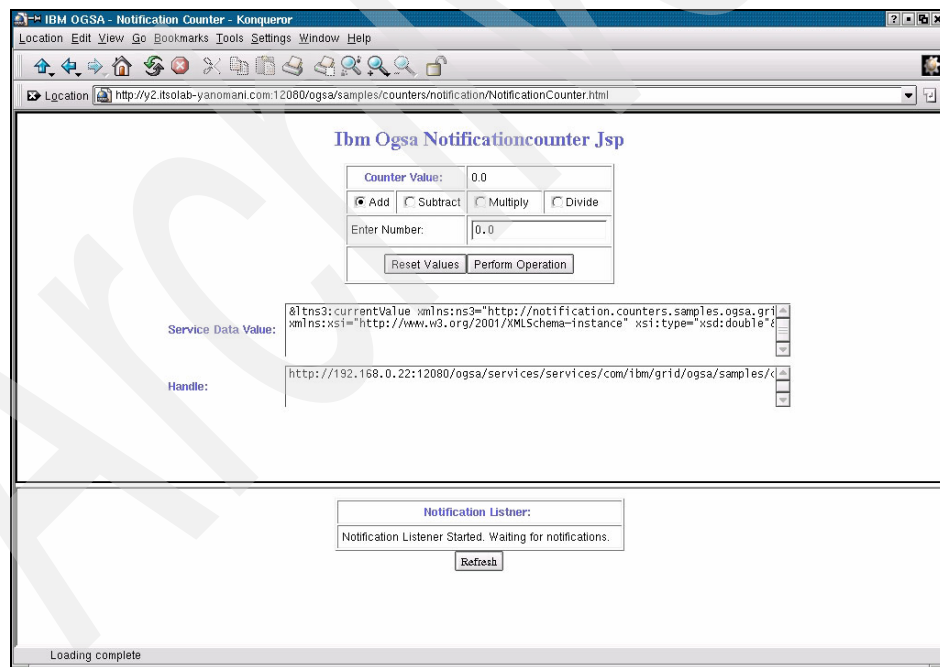 IBM OGSA - Notification Counter - Konqueror
Location Edit View Go Bookmarks Tools Settings Window Help
Location http://y2.itsolab-yanomani.com:12080/ogsa/samples/counters/notification/NotificationCounter.html
Ibm Ogsa Notificationcounter Jsp
Counter Value: 0.0
Add Subtract Multiply Divide
Enter Number: 0.0
Reset Values Perform Operation
Service Data Value:
&ltns3:currentValue xmlns:ns3="http://notification.counters.samples.ogsa.gri
xmlns:xsi="http://www.w3.org/2001/XMLSchema-instance" xsi:type="xsd:double"&
Handle:
http://192.168.0.22:12080/ogsa/services/services/com/ibm/grid/ogsa/samples/c
Notification Listner:
Notification Listener Started. Waiting for notifications.
Refresh
Loading complete